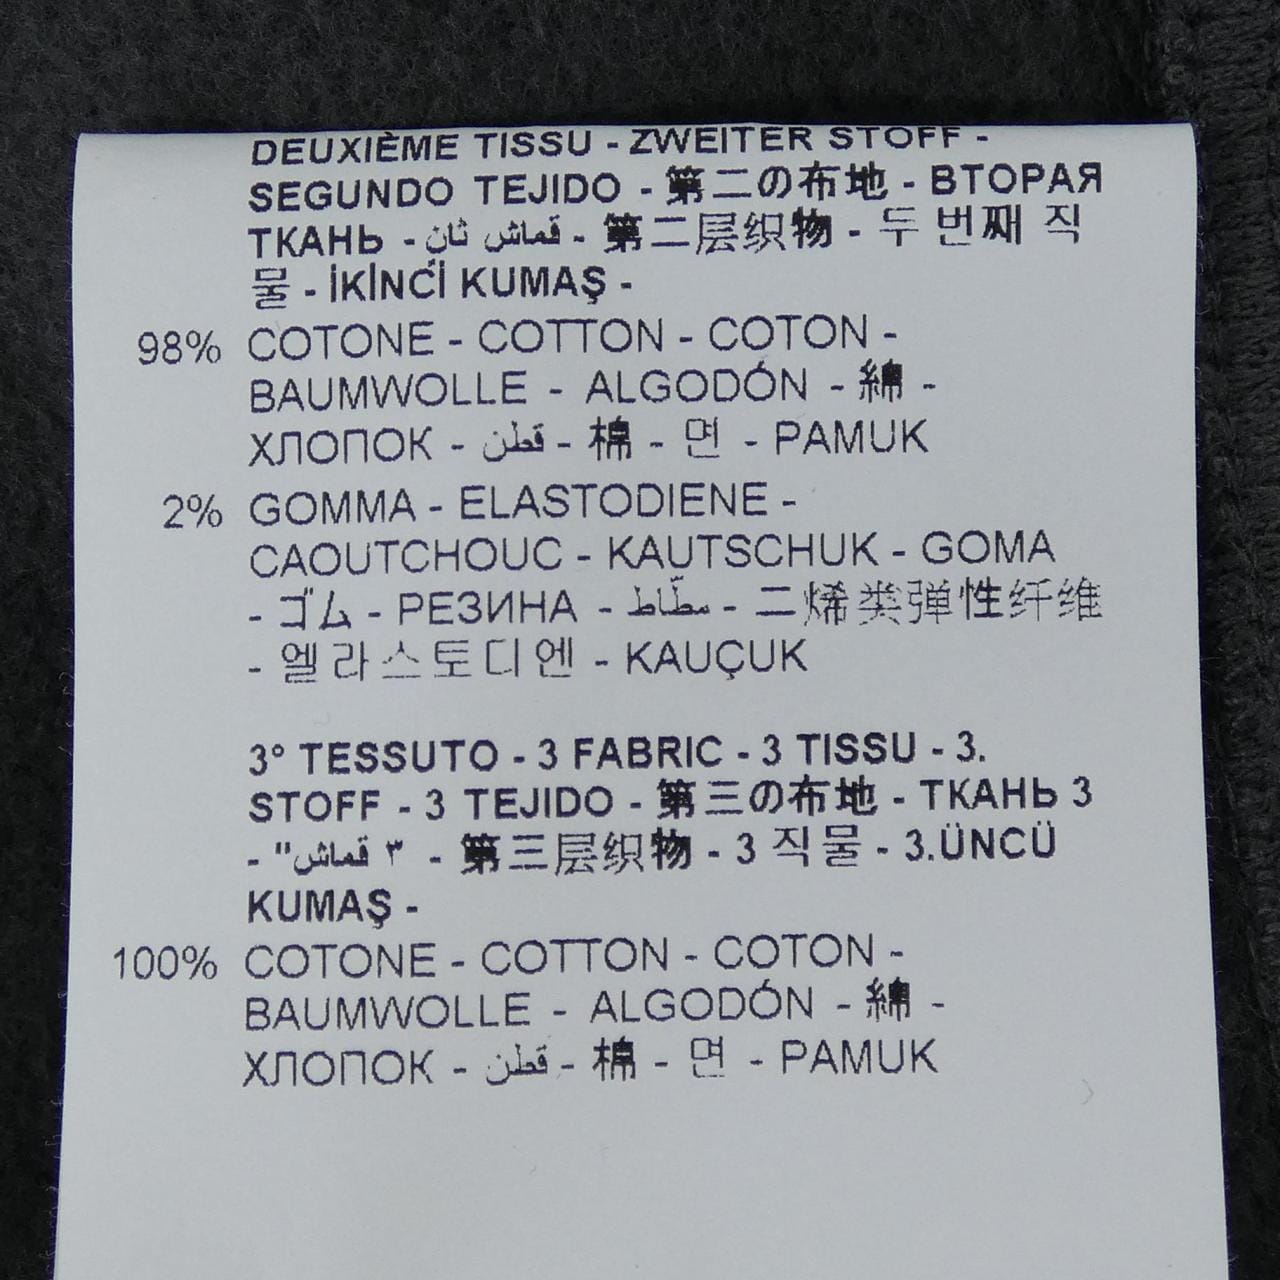 DEUXIÈME TISSU - ZWEITER STOFF -
SEGUNDO TEJIDO - 第二の布地 - ВТОРАЯ
ТКАНЬ - قماش ثان - 第二层织物 - 두 번째 직
물 - İKİNCİ KUMAŞ -
98% COTONE - COTTON - COTON -
BAUMWOLLE - ALGODÓN - 綿 -
ХЛОПОК - قطن - 棉 - 면 - PAMUK
2% GOMMA - ELASTODIENE -
CAOUTCHOUC - KAUTSCHUK - GOMA
- ゴム - РЕЗИНА - مطّاط - 二烯类弹性纤维
- 엘라스토디엔 - KAUÇUK
3° TESSUTO - 3 FABRIC - 3 TISSU - 3.
STOFF - 3 TEJIDO - 第三の布地 - ТКАНЬ 3
- "قماش ٣ - 第三层织物 - 3 직물 - 3.ÜNCÜ
KUMAŞ -
100% COTONE - COTTON - COTON -
BAUMWOLLE - ALGODÓN - 綿 -
ХЛОПОК - قطن - 棉 - 면 - PAMUK